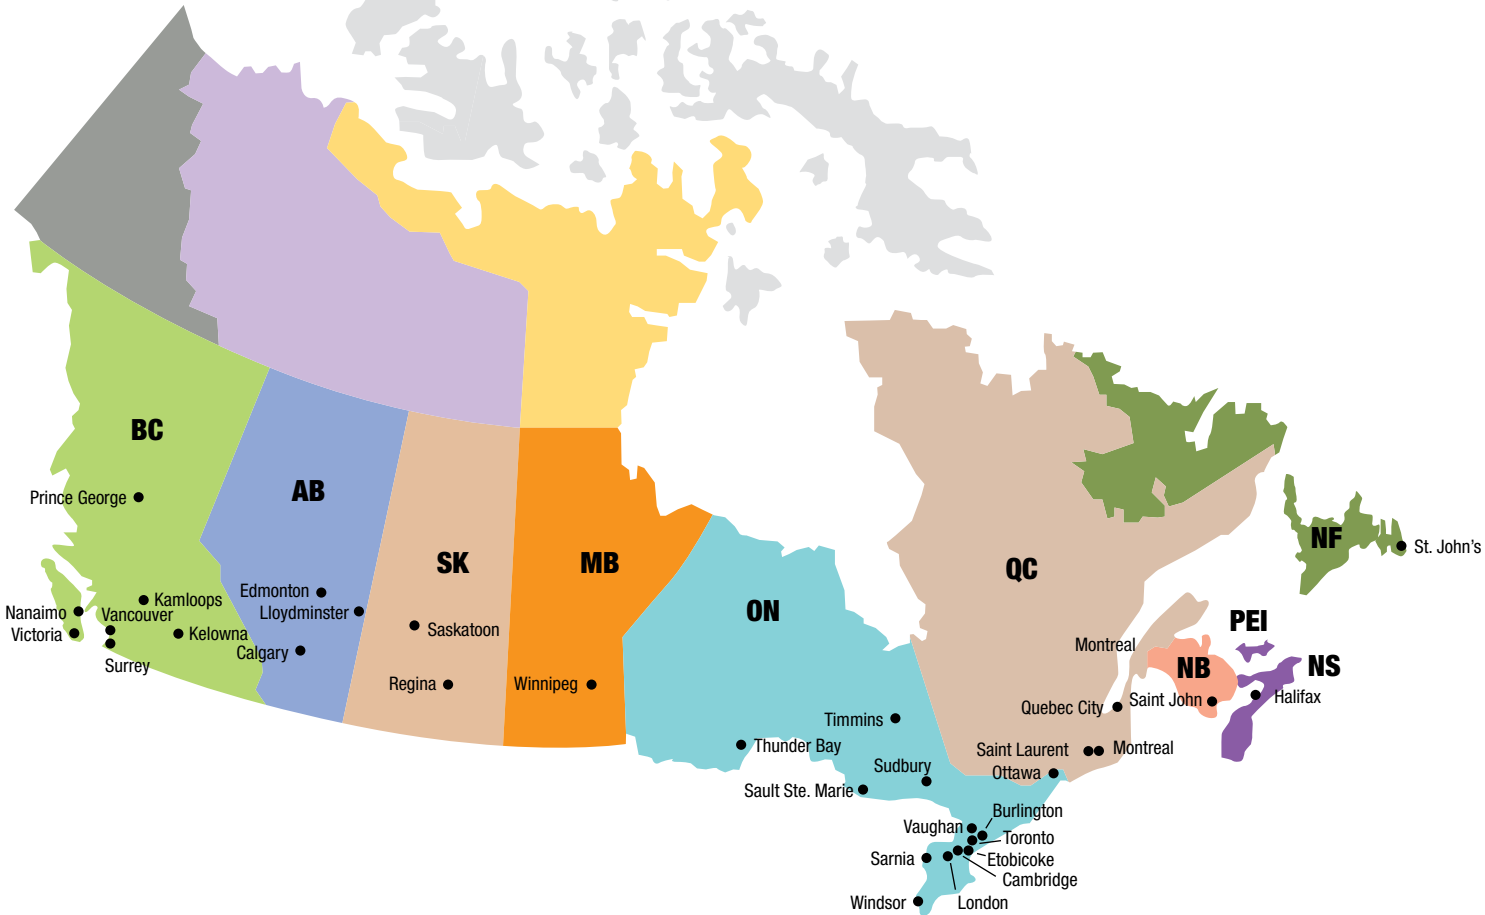 BC
Prince George
Kamloops
Nanaimo
Vancouver
Victoria
Kelowna
Surrey
AB
Edmonton
Lloydminster
Calgary
SK
Saskatoon
Regina
MB
Winnipeg
ON
Timmins
Thunder Bay
Sudbury
Sault Ste. Marie
Ottawa
Burlington
Vaughan
Toronto
Sarnia
Etobicoke
Cambridge
Windsor
London
QC
Montreal
Quebec City
Saint Laurent
Montreal
NF
St. John's
PEI
NB
Saint John
NS
Halifax